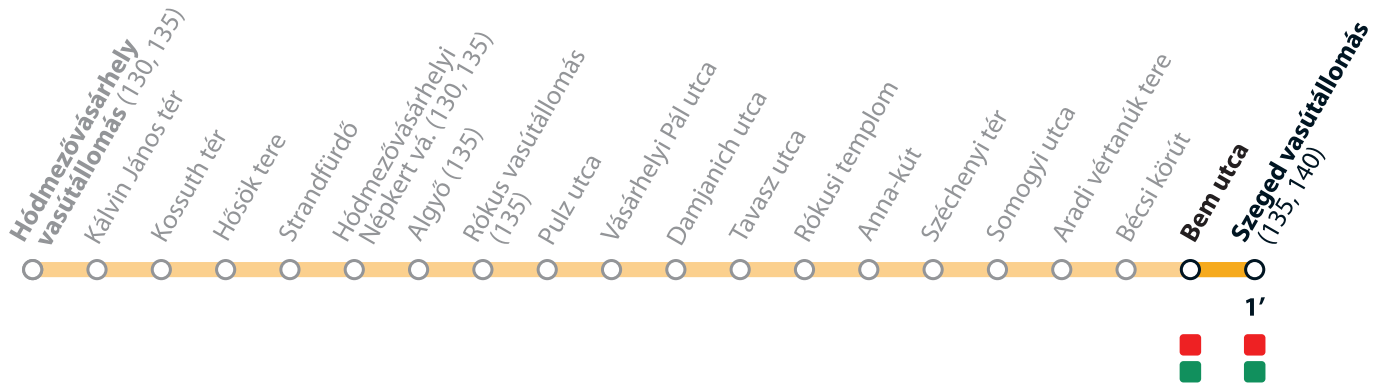 Hódmezővásárhely
vasútállomás (130, 135)
Kálvin János tér
Kossuth tér
Hősök tere
Strandfürdő
Hódmezővásárhelyi
Népkert vá. (130, 135)
Algyő (135)
Rókus vasútállomás
(135)
Pulz utca
Vásárhelyi Pál utca
Damjanich utca
Tavasz utca
Rókusi templom
Anna-kút
Széchenyi tér
Somogyi utca
Aradi vértanúk tere
Bécsi körút
Bem utca
Szeged vasútállomás
(135, 140)
1’